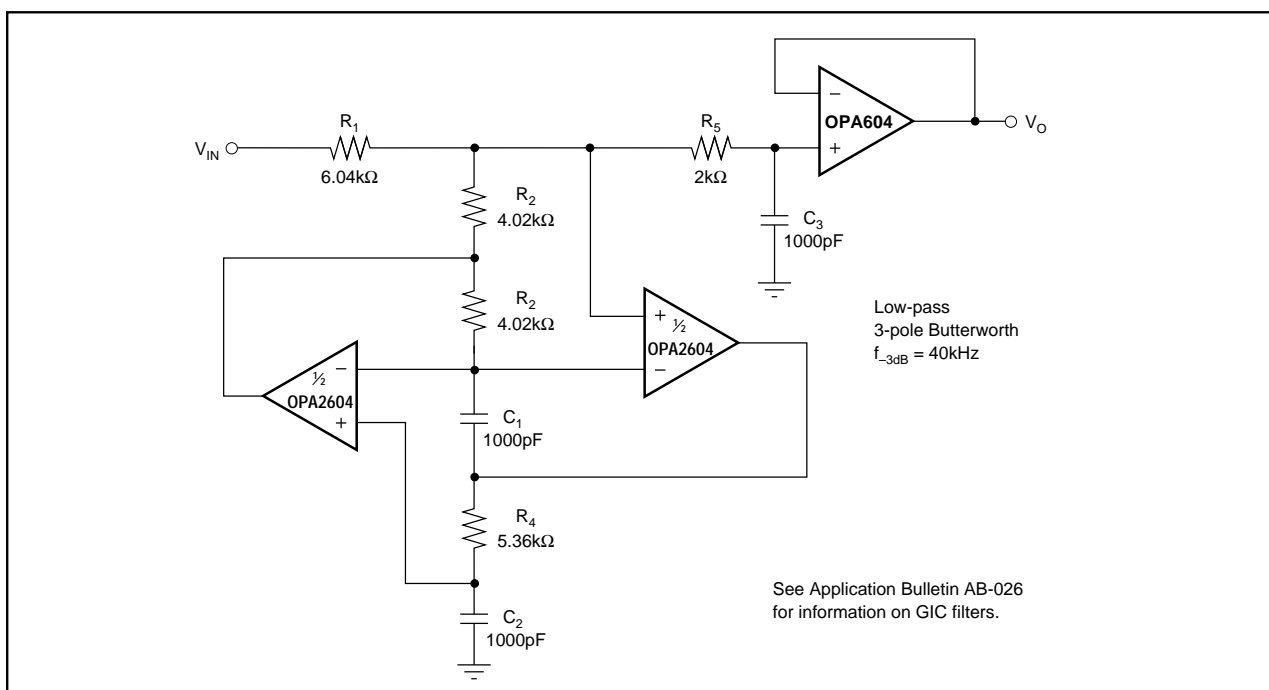 −
OPA604
+
V_O
R_1
V_IN
6.04kΩ
R_5
2kΩ
R_2
4.02kΩ
C_3
1000pF
R_2
4.02kΩ
+
½
OPA2604
−
Low-pass
3-pole Butterworth
f_–3dB = 40kHz
½
−
OPA2604
+
C_1
1000pF
R_4
5.36kΩ
See Application Bulletin AB-026
for information on GIC filters.
C_2
1000pF